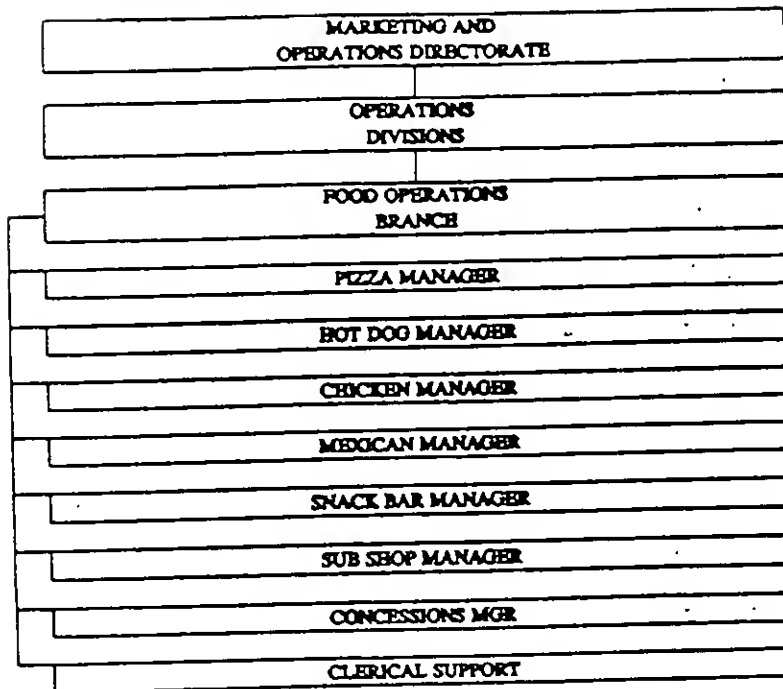 MARKETING AND
OPERATIONS DIRECTORATE
OPERATIONS
DIVISIONS
FOOD OPERATIONS
BRANCH
PIZZA MANAGER
HOT DOG MANAGER
CHICKEN MANAGER
MEXICAN MANAGER
SNACK BAR MANAGER
SUB SHOP MANAGER
CONCESSIONS MGR
CLERICAL SUPPORT